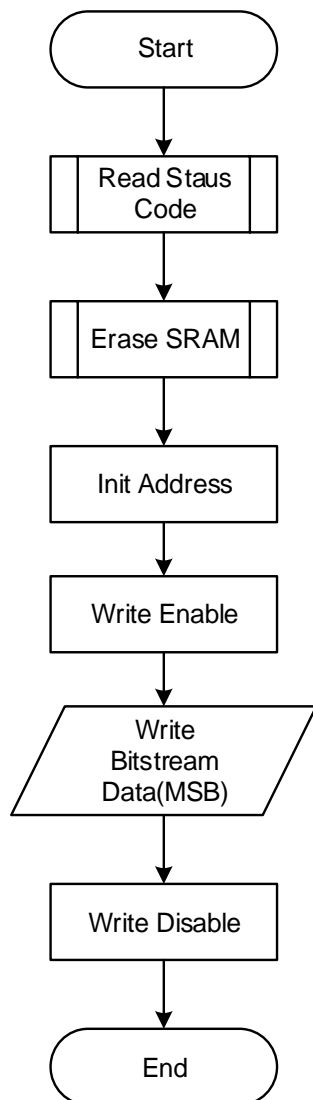 Start
Read Staus
Code
Erase SRAM
Init Address
Write Enable
Write
Bitstream
Data(MSB)
Write Disable
End